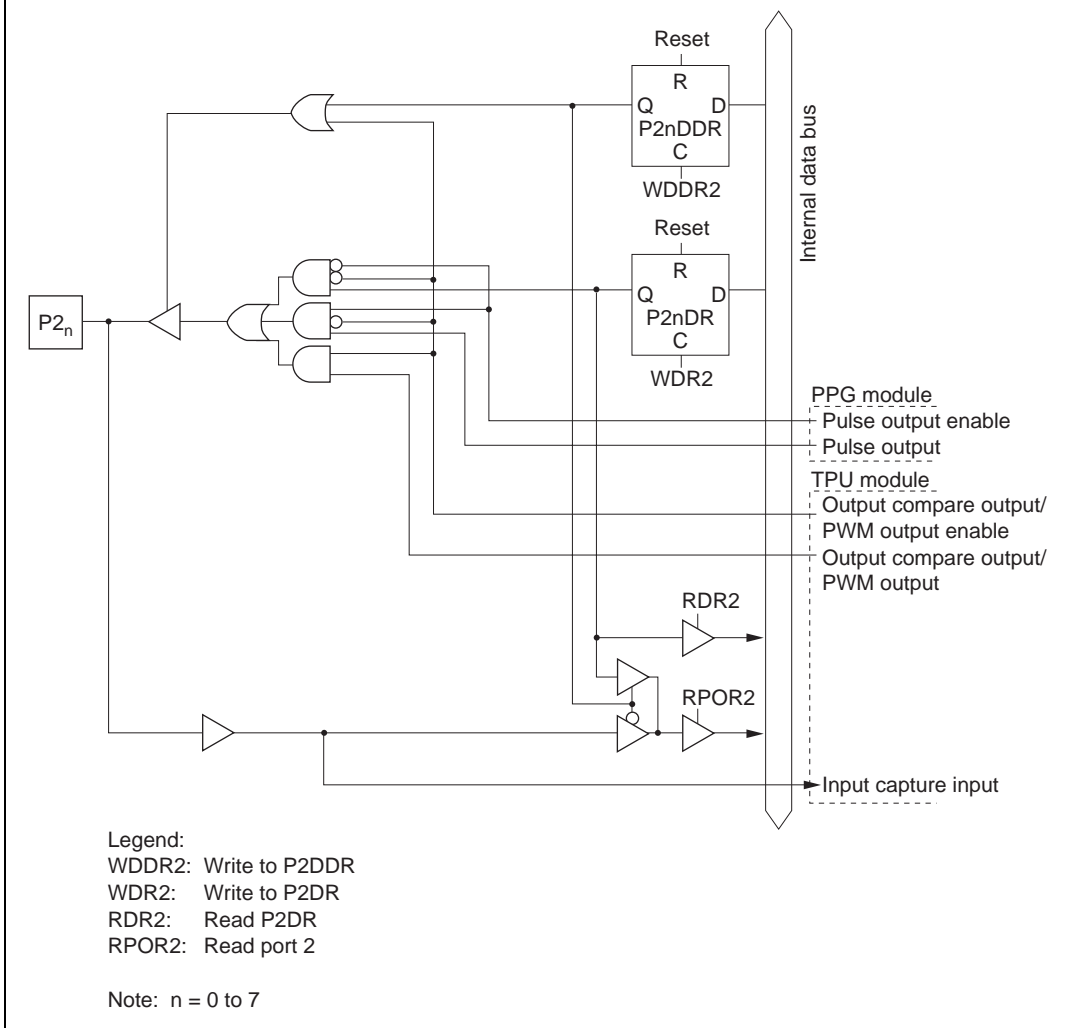 Reset
R
Q D
P2nDDR
C
WDDR2
Internal data bus
Reset
R
Q D
P2nDR
C
WDR2
P2n
PPG module
Pulse output enable
Pulse output
TPU module
Output compare output/
PWM output enable
Output compare output/
PWM output
RDR2
RPOR2
Input capture input
Legend:
WDDR2: Write to P2DDR
WDR2: Write to P2DR
RDR2: Read P2DR
RPOR2: Read port 2
Note: n = 0 to 7